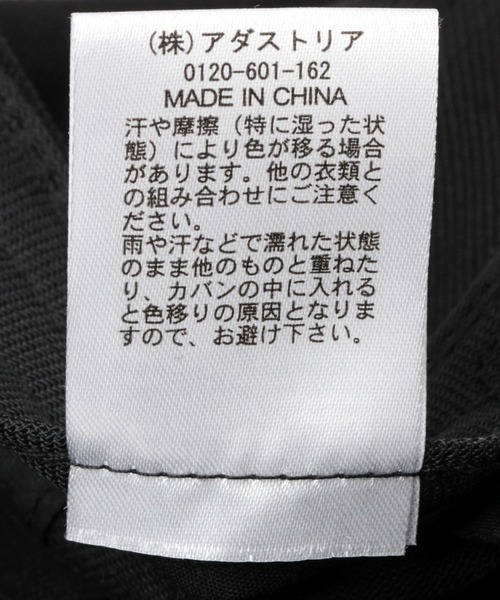 (株)アダストリア
0120-601-162
MADE IN CHINA
汗や摩擦（特に湿った状
態）により色が移る場合
があります。他の衣類と
の組み合わせにご注意く
ださい。
雨や汗などで濡れた状態
のまま他のものと重ねた
り、カバンの中に入れる
と色移りの原因となりま
すので、お避け下さい。